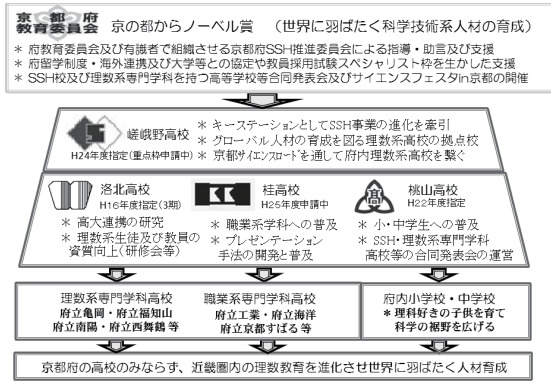 京都府
教育委員会
京の都からノーベル賞 (世界に羽ばたく科学技術系人材の育成)
* 府教育委員会及び有識者で組織させる京都府SSH推進委員会による指導・助言及び支援
* 府留学制度・海外連携及び大学等との協定や教員採用試験スペシャリスト枠を生かした支援
* SSH校及び理数系専門学科を持つ高等学校等合同発表会及びサイエンスフェスタin京都の開催
嵯峨野高校
H24年度指定(重点枠申請中)
* キーステーションとしてSSH事業の進化を牽引
* グローバル人材の育成を図る理数系高校の拠点校
* 京都サイエンスロードを通して府内理数系高校を繋ぐ
洛北高校
H16年度指定(3期)
* 高大連携の研究
* 理数系生徒及び教員の
資質向上(研修会等)
桂高校
H25年度申請中
* 職業系学科への普及
* プレゼンテーション
手法の開発と普及
髙
桃山高校
H22年度指定
* 小・中学生への普及
* SSH・理数系専門学科
高校等の合同発表会の運営
理数系専門学科高校
府立亀岡・府立福知山
府立南陽・府立西舞鶴 等
職業系専門学科高校
府立工業・府立海洋
府立京都すばる 等
府内小学校・中学校
* 理科好きの子供を育て
科学の裾野を広げる
京都府の高校のみならず、近畿圏内の理数教育を進化させ世界に羽ばたく人材育成